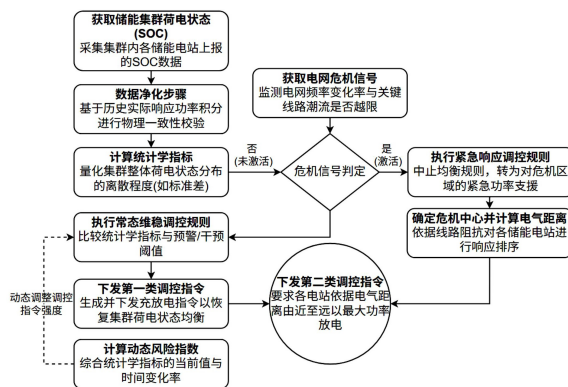 获取储能集群荷电状态
(SOC)
采集集群内各储能电站上报
的SOC数据
数据净化步骤
基于历史实际响应功率积分
进行物理一致性校验
计算统计学指标
量化集群整体荷电状态分布
的离散程度(如标准差)
获取电网危机信号
监测电网频率变化率与关键
线路潮流是否越限
否
(未激活)
危机信号判定
是
(激活)
执行紧急响应调控规则
中止均衡规则，转为对危机区
域的紧急功率支援
确定危机中心并计算电气距离
依据线路阻抗对各储能电站进
行响应排序
执行常态维稳调控规则
比较统计学指标与预警/干预
阈值
下发第一类调控指令
生成并下发充放电指令以恢
复集群荷电状态均衡
动态调整调控
指令强度
计算动态风险指数
综合统计学指标的当前值与
时间变化率
下发第二类调控指令
要求各电站依据电气距
离由近至远以最大功率
放电